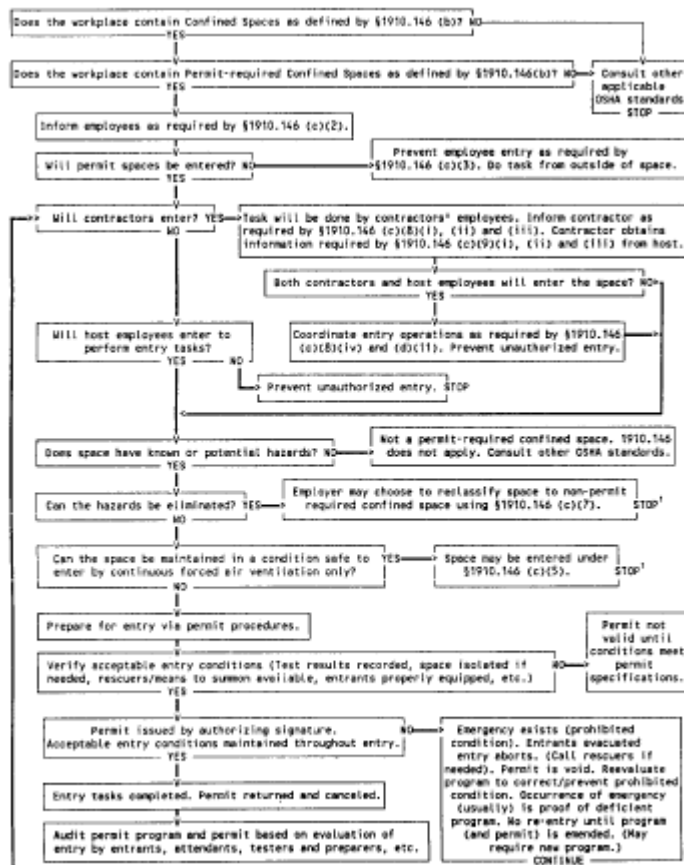 Does the workplace contain Confined Spaces as defined by §1910.146 (b)? NO
YES
Does the workplace contain Permit-required Confined Spaces as defined by §1910.146(b)? NO
YES
Consult other
applicable
OSHA standards.
STOP
Inform employees as required by §1910.146 (c)(2).
Will permit spaces be entered? NO
YES
Prevent employee entry as required by
§1910.146 (c)(3). Do task from outside of space.
Will contractors enter? YES
NO
Task will be done by contractors' employees. Inform contractor as
required by §1910.146 (c)(8)(i), (ii) and (iii). Contractor obtains
information required by §1910.146 (c)(9)(i), (ii) and (iii) from host.
Both contractors and host employees will enter the space? NO
YES
Will host employees enter to
perform entry tasks?
YES NO
Coordinate entry operations as required by §1910.146
(c)(8)(iv) and (d)(11). Prevent unauthorized entry.
Prevent unauthorized entry. STOP
Does space have known or potential hazards? NO
YES
Not a permit-required confined space. 1910.146
does not apply. Consult other OSHA standards.
Can the hazards be eliminated? YES
NO
Employer may choose to reclassify space to non-permit
required confined space using §1910.146 (c)(7). STOP¹
Can the space be maintained in a condition safe to
enter by continuous forced air ventilation only?
YES
NO
Space may be entered under
§1910.146 (c)(5). STOP¹
Prepare for entry via permit procedures.
Verify acceptable entry conditions (Test results recorded, space isolated if
needed, rescuers/means to summon available, entrants properly equipped, etc.)
NO
YES
Permit not
valid until
conditions meet
permit
specifications.
Permit issued by authorizing signature.
Acceptable entry conditions maintained throughout entry.
NO
YES
Emergency exists (prohibited
condition). Entrants evacuated
entry aborts. (Call rescuers if
needed). Permit is void. Reevaluate
program to correct/prevent prohibited
condition. Occurrence of emergency
(usually) is proof of deficient
program. No re-entry until program
(and permit) is emended. (May
require new program.)
CONTINUE
Entry tasks completed. Permit returned and canceled.
Audit permit program and permit based on evaluation of
entry by entrants, attendants, testers and preparers, etc.